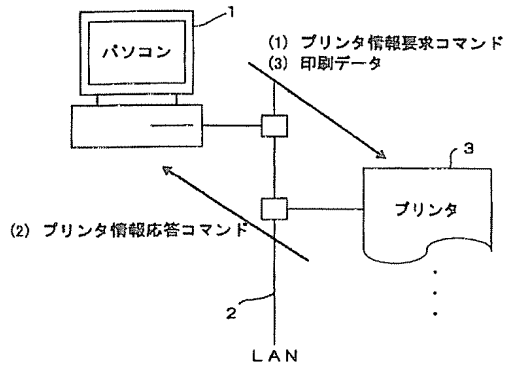 1
パソコン
(1) プリンタ情報要求コマンド
(3) 印刷データ
3
プリンタ
(2) プリンタ情報応答コマンド
2
LAN